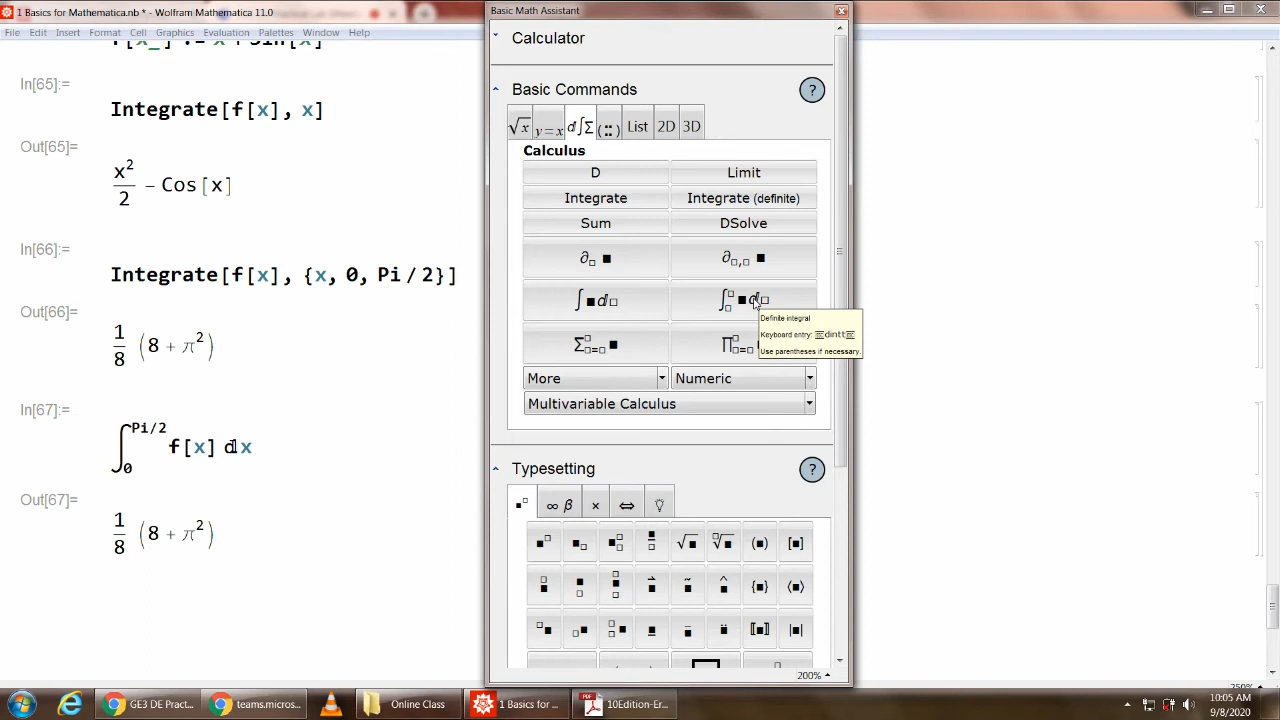 1 Basics for Mathematica.nb * - Wolfram Mathematica 11.0
File Edit Insert Format Cell Graphics Evaluation Palettes Window Help
In[65]:=
Integrate[f[x], x]
Out[65]=
x²/2 - Cos[x]
In[66]:=
Integrate[f[x], {x, 0, Pi/2}]
Out[66]=
1/8 (8 + π²)
In[67]:=
∫₀^Pi/2 f[x] dx
Out[67]=
1/8 (8 + π²)
Basic Math Assistant
Calculator
Basic Commands ?
√x y=x d∫Σ (::) List 2D 3D
Calculus
D Limit
Integrate Integrate (definite)
Sum DSolve
∂□ ■ ∂□,□ ■
∫■d□ ∫□□■d□
Definite integral
Keyboard entry: dintt
Use parentheses if necessary.
Σ□□=□ ■ ∏□□=□
More Numeric
Multivariable Calculus
Typesetting ?
∞ β × ⇔
200%
GE3 DE Pract... teams.micros... Online Class 1 Basics for ... 10Edition-Er...
10:05 AM
9/8/2020